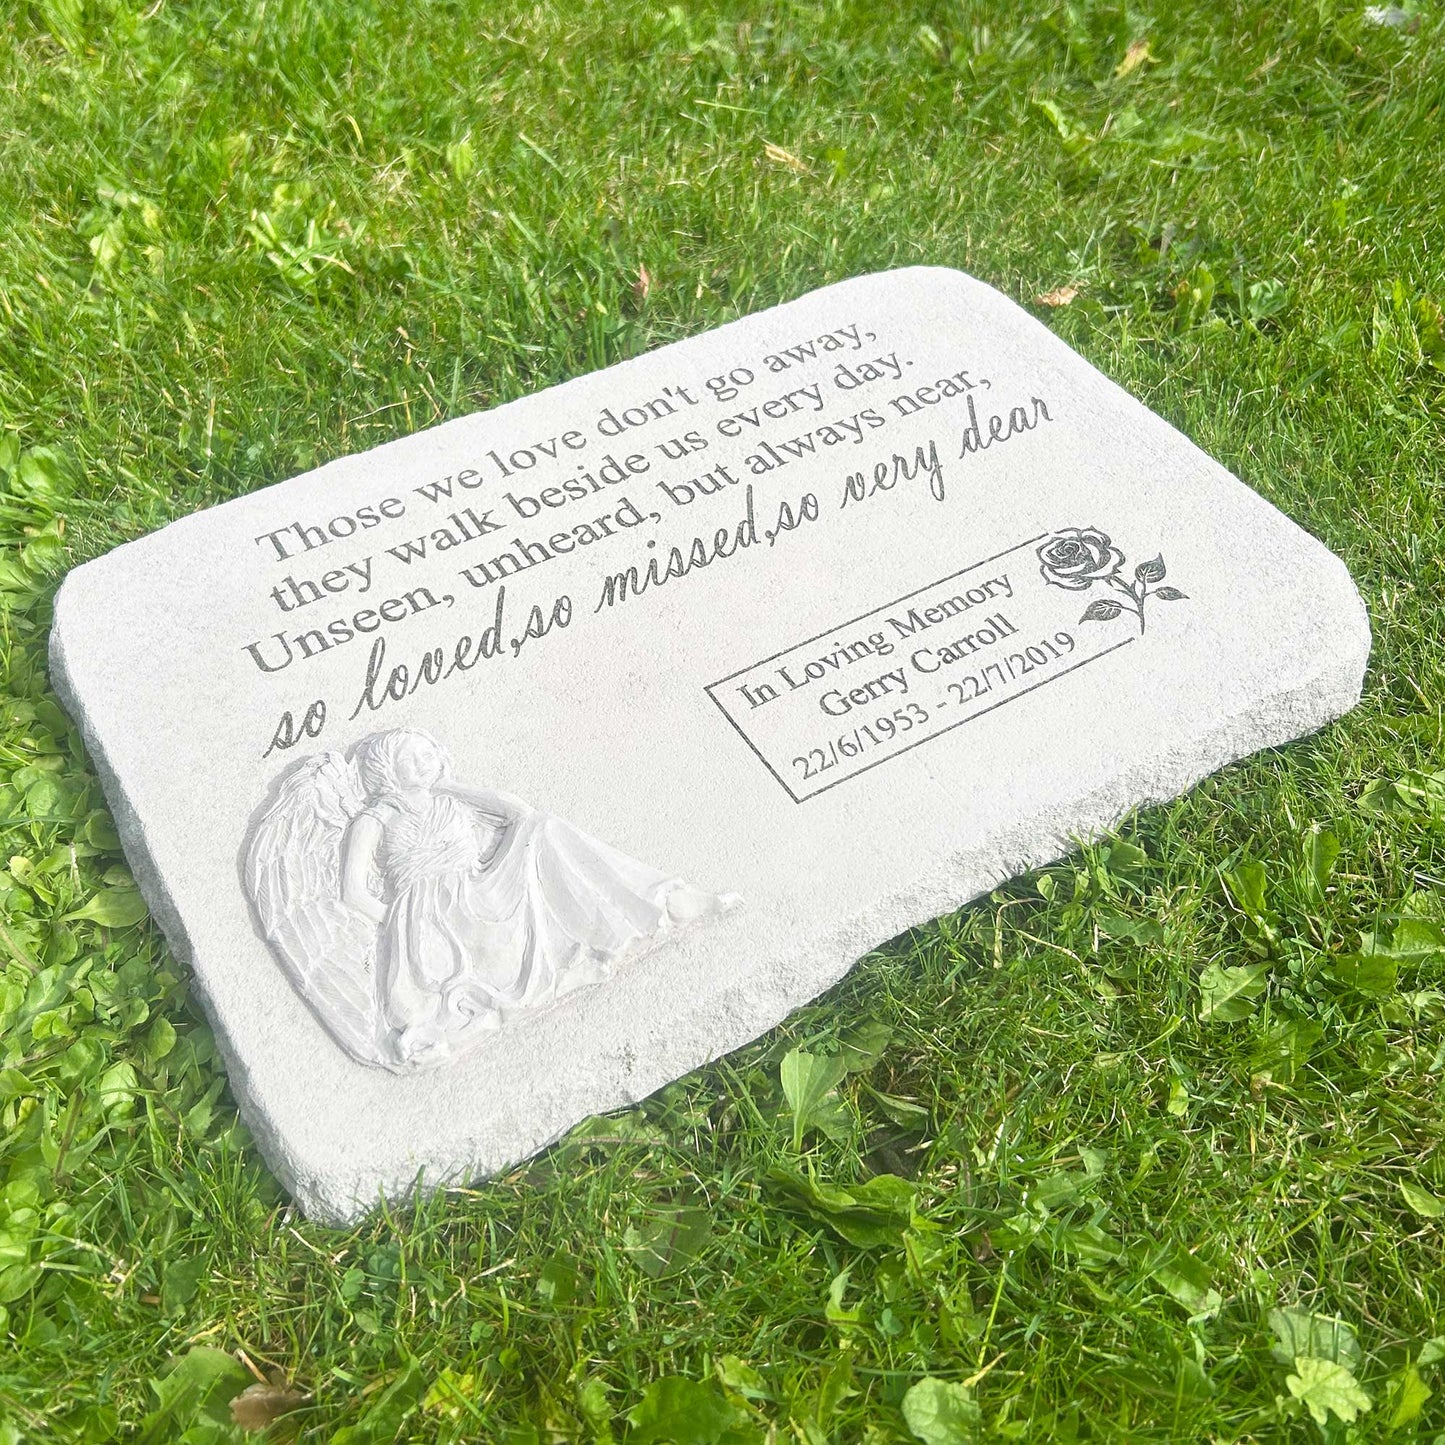 Those we love don't go away,
they walk beside us every day.
Unseen, unheard, but always near,
so loved,so missed,so very dear
In Loving Memory
Gerry Carroll
22/6/1953 - 22/7/2019